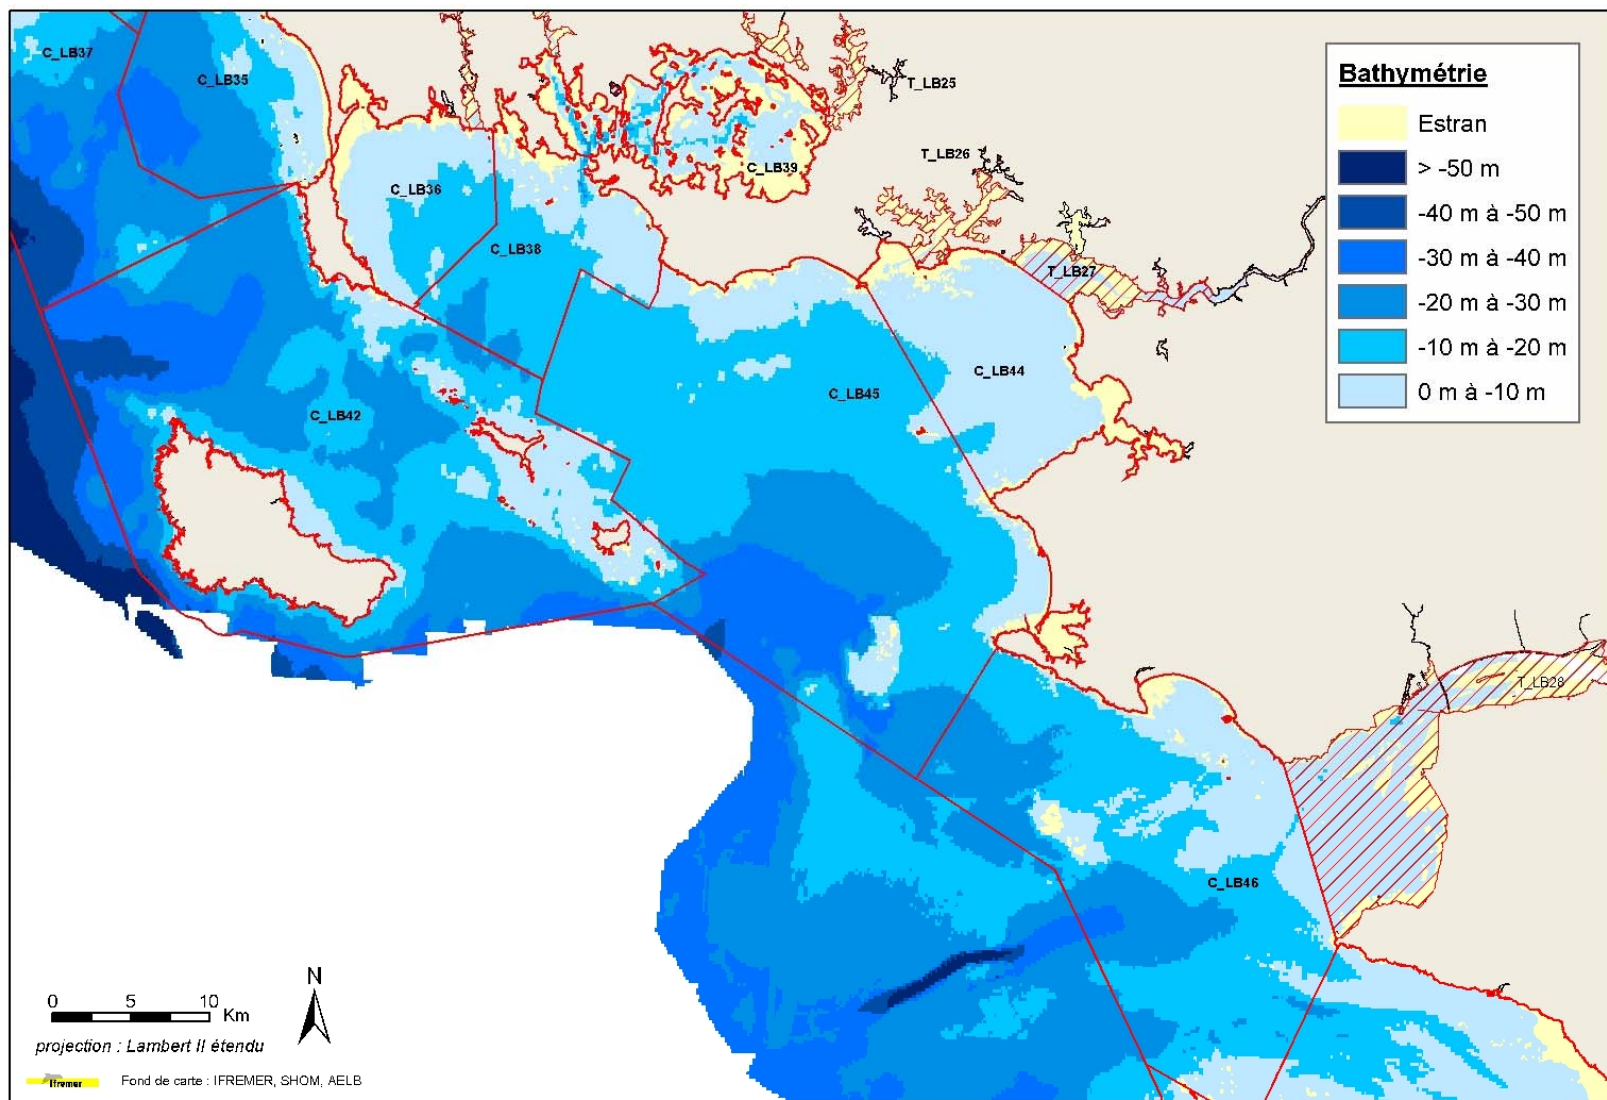 C_LB37
C_LB35
T_LB25
C_LB39
T_LB26
C_LB36
C_LB38
T_LB27
C_LB44
C_LB45
C_LB42
T_LB28
C_LB46
Bathymétrie
Estran
> -50 m
-40 m à -50 m
-30 m à -40 m
-20 m à -30 m
-10 m à -20 m
0 m à -10 m
N
0 5 10
Km
projection : Lambert II étendu
Ifremer
Fond de carte : IFREMER, SHOM, AELB